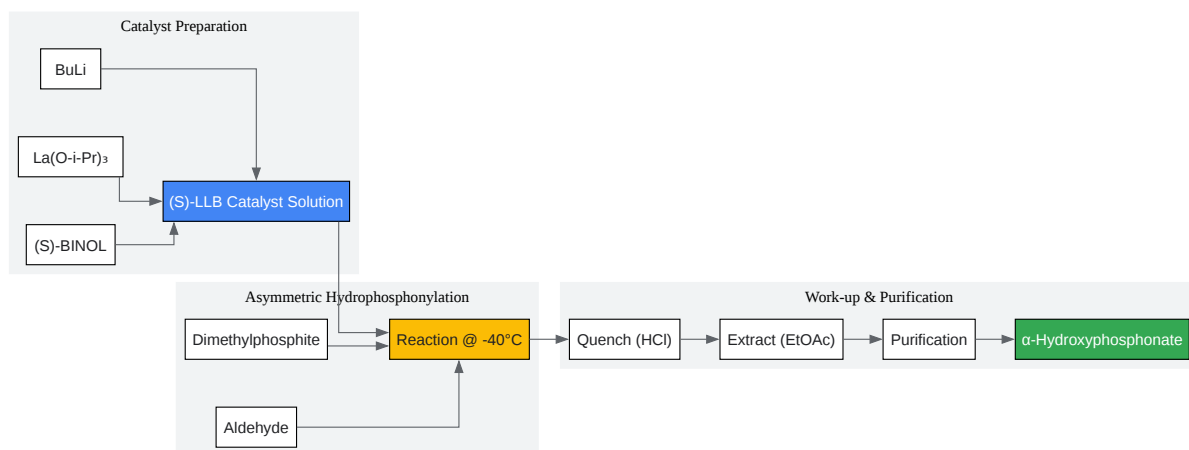 Catalyst Preparation
BuLi
La(O-i-Pr)₃
(S)-LLB Catalyst Solution
(S)-BINOL
Asymmetric Hydrophosphonylation
Work-up & Purification
Dimethylphosphite
Reaction @ -40°C
Quench (HCl)
Extract (EtOAc)
Purification
α-Hydroxyphosphonate
Aldehyde